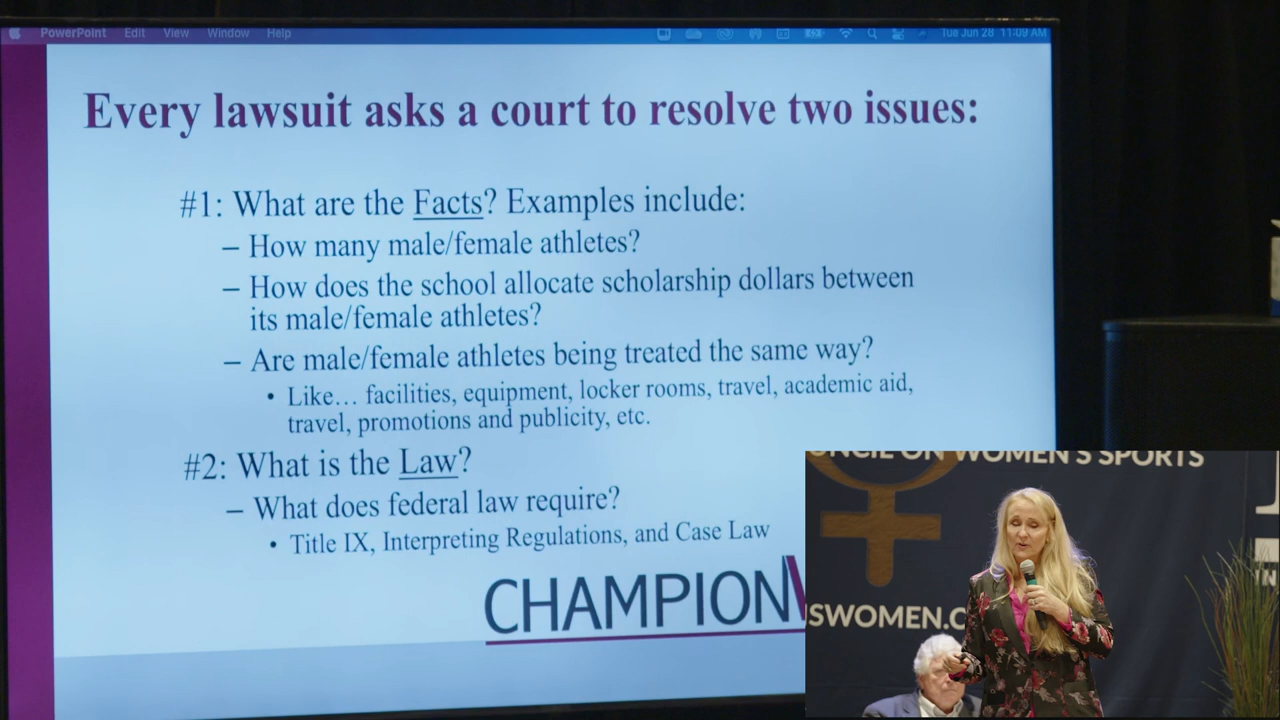 PowerPoint Edit View Window Help Tue Jun 28 11:09 AM
Every lawsuit asks a court to resolve two issues:
#1: What are the Facts? Examples include:
– How many male/female athletes?
– How does the school allocate scholarship dollars between
its male/female athletes?
– Are male/female athletes being treated the same way?
• Like… facilities, equipment, locker rooms, travel, academic aid,
travel, promotions and publicity, etc.
#2: What is the Law?
– What does federal law require?
• Title IX, Interpreting Regulations, and Case Law
CHAMPION
ON WOMEN'S SPORTS
SWOMEN.C
IN